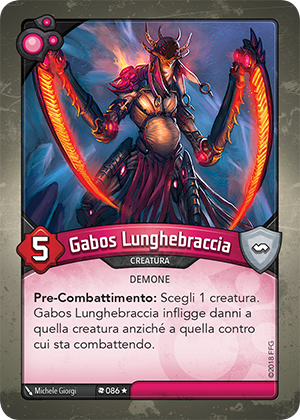 5
Gabos Lunghebraccia
CREATURA
DEMONE
Pre-Combattimento: Scegli 1 creatura.
Gabos Lunghebraccia infligge danni a
quella creatura anziché a quella contro
cui sta combattendo.
Michele Giorgi
086
©2018 FFG